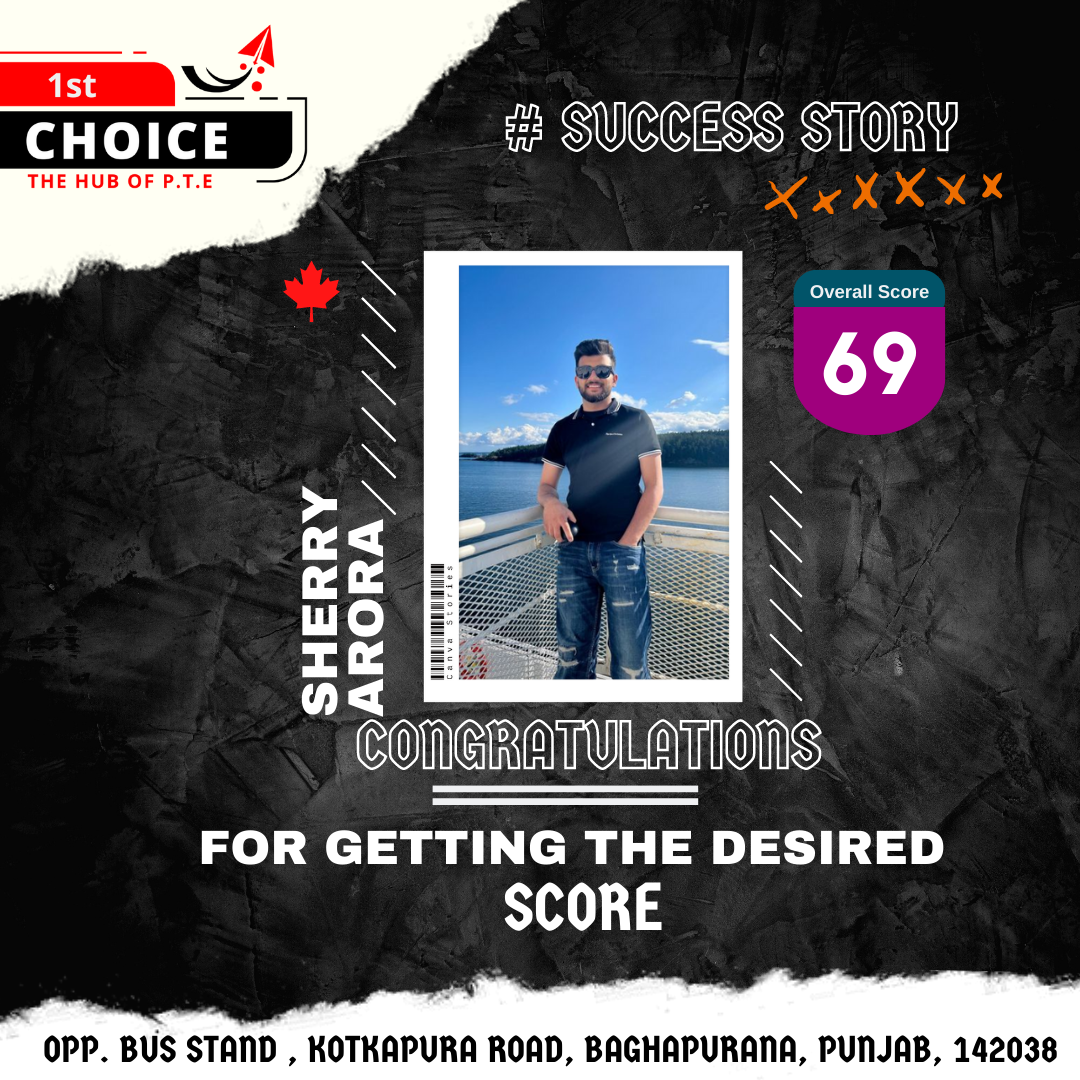 1st
CHOICE
THE HUB OF P.T.E
# SUCCESS STORY
Overall Score
69
SHERRY
ARORA
Canva Stories
CONGRATULATIONS
FOR GETTING THE DESIRED
SCORE
OPP. BUS STAND , KOTKAPURA ROAD, BAGHAPURANA, PUNJAB, 142038